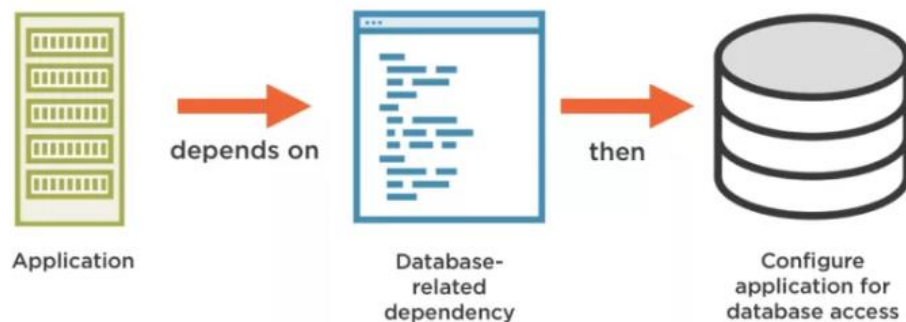 depends on
then
Application
Database-
related
dependency
Configure
application for
database access